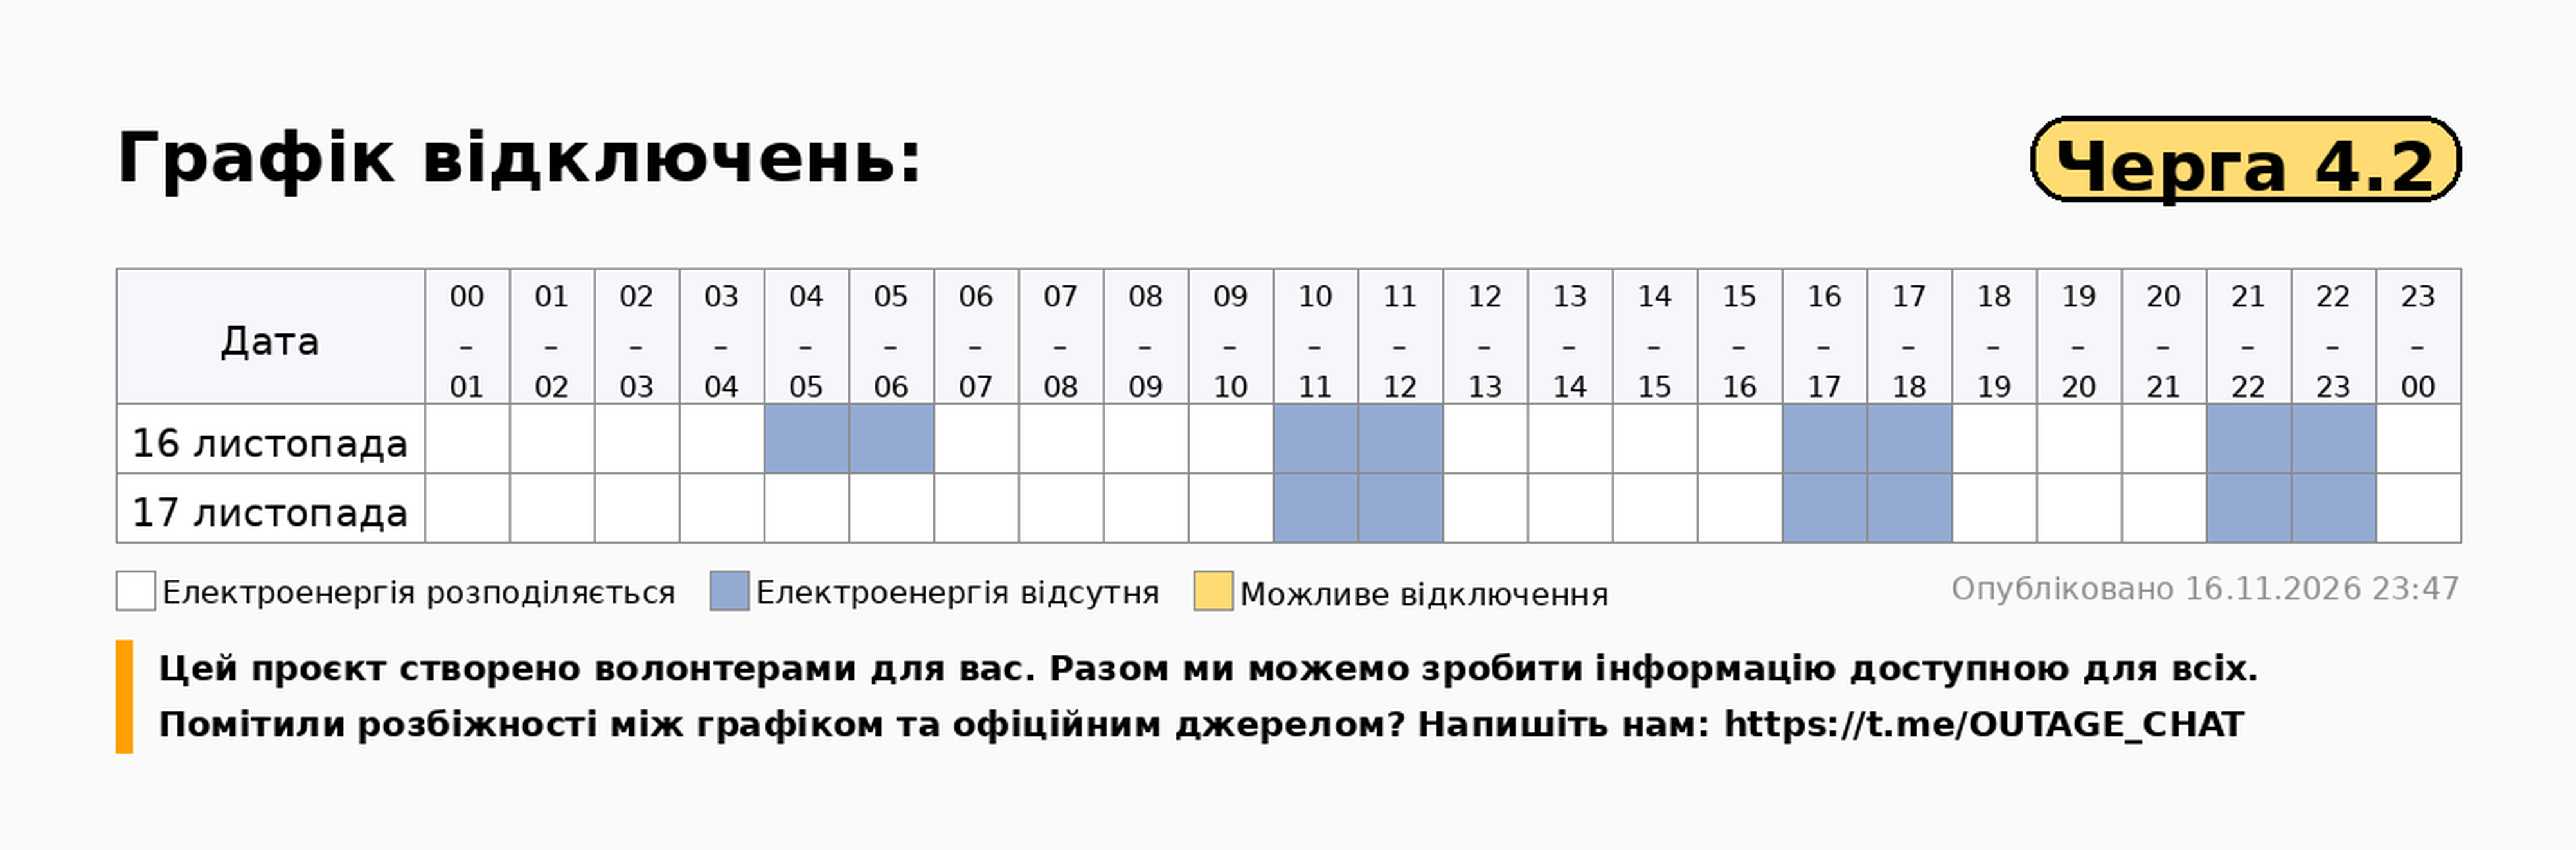 Графік відключень:
Черга 4.2
Дата 00 – 01 01 – 02 02 – 03 03 – 04 04 – 05 05 – 06 06 – 07 07 – 08 08 – 09 09 – 10 10 – 11 11 – 12 12 – 13 13 – 14 14 – 15 15 – 16 16 – 17 17 – 18 18 – 19 19 – 20 20 – 21 21 – 22 22 – 23 23 – 00
16 листопада
17 листопада
Електроенергія розподіляється Електроенергія відсутня Можливе відключення Опубліковано 16.11.2026 23:47
Цей проєкт створено волонтерами для вас. Разом ми можемо зробити інформацію доступною для всіх.
Помітили розбіжності між графіком та офіційним джерелом? Напишіть нам: https://t.me/OUTAGE_CHAT